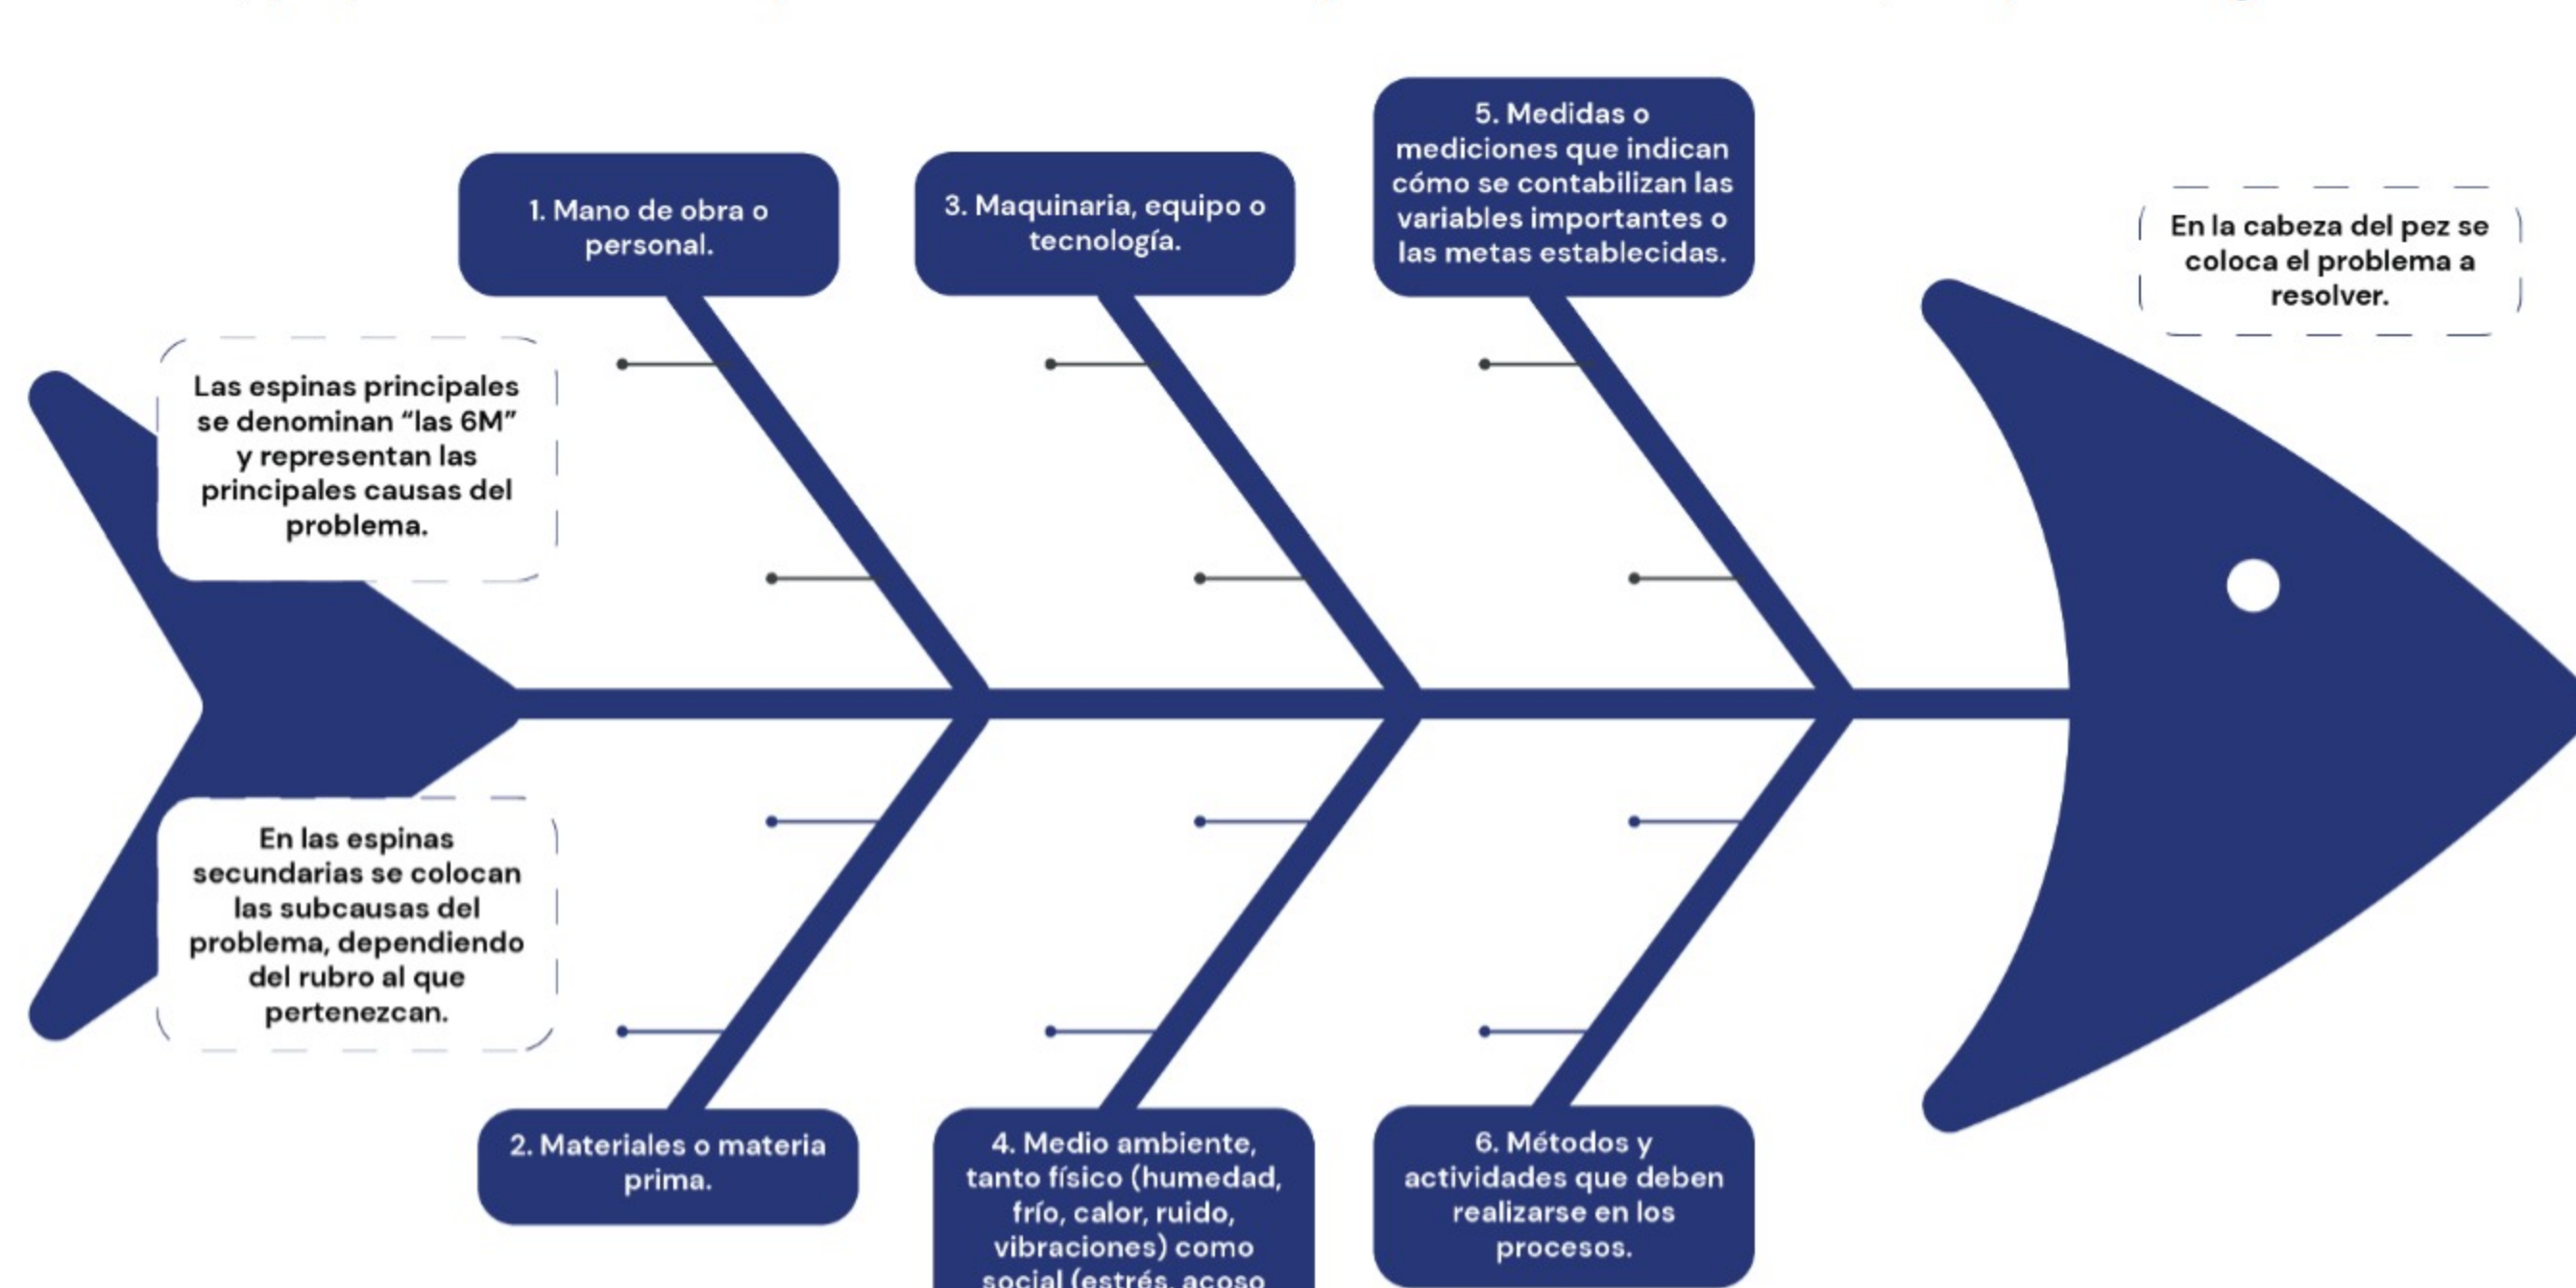 5. Medidas o
mediciones que indican
cómo se contabilizan las
variables importantes o
las metas establecidas.
1. Mano de obra o
personal.
3. Maquinaria, equipo o
tecnología.
En la cabeza del pez se
coloca el problema a
resolver.
Las espinas principales
se denominan “las 6M”
y representan las
principales causas del
problema.
En las espinas
secundarias se colocan
las subcausas del
problema, dependiendo
del rubro al que
pertenezcan.
2. Materiales o materia
prima.
4. Medio ambiente,
tanto físico (humedad,
frío, calor, ruido,
vibraciones) como
social (estrés, acoso
6. Métodos y
actividades que deben
realizarse en los
procesos.